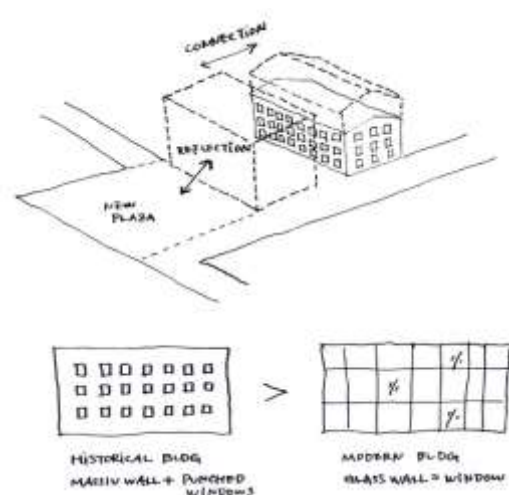 CONNECTION
REFLECTION
NEW
PLAZA
>
HISTORICAL BLDG
MASSIV WALL + PUNCHED
WINDOWS
MODERN BLDG
GLASS WALL = WINDOW